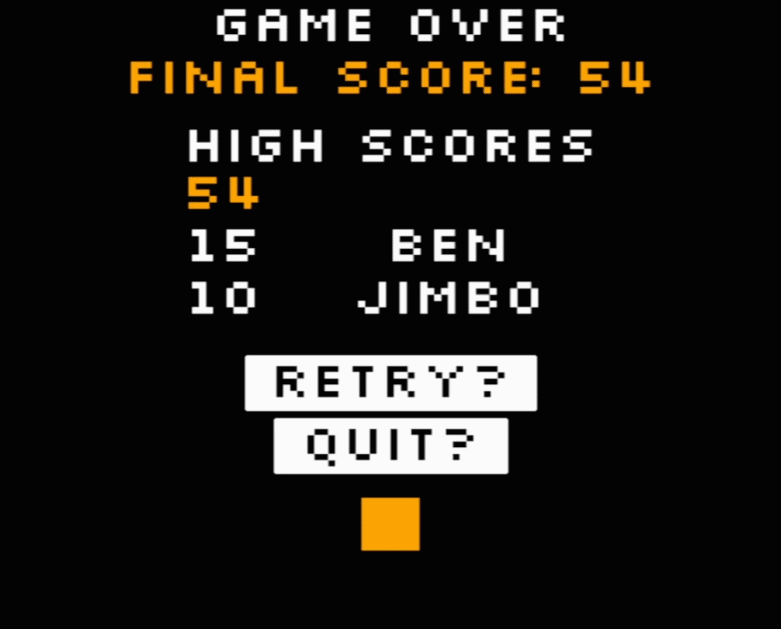 GAME OVER
FINAL SCORE: 54
HIGH SCORES
54
15 BEN
10 JIMBO
RETRY?
QUIT?